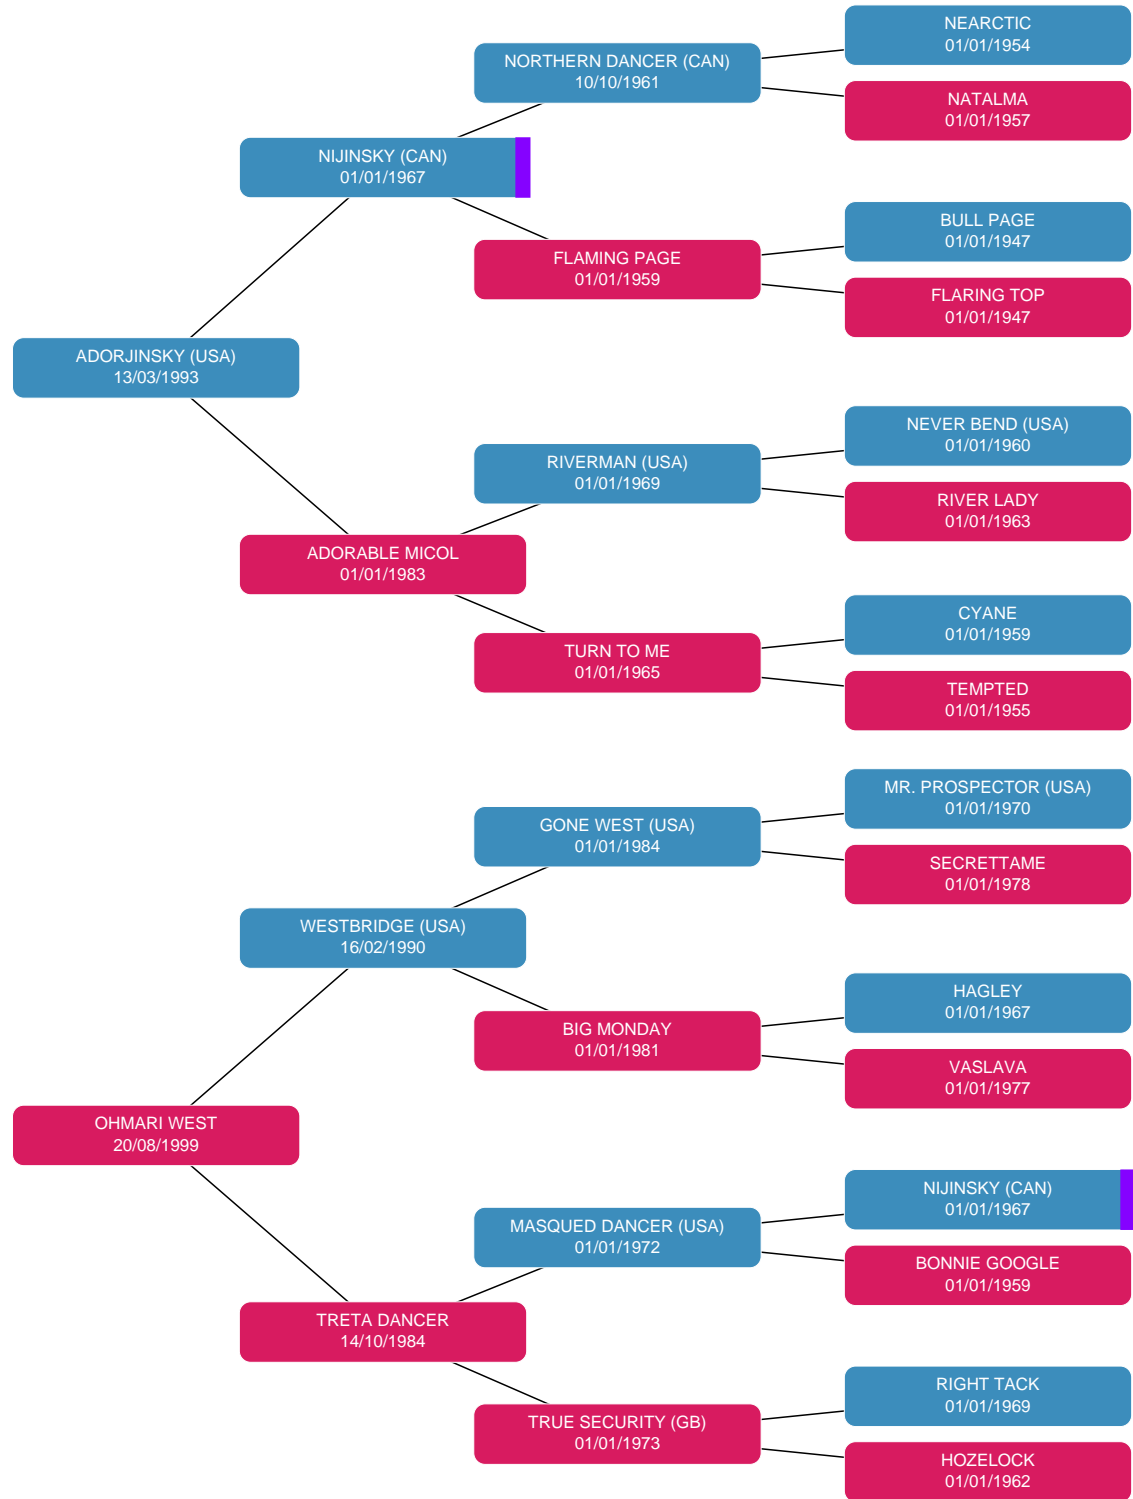 NEARCTIC
01/01/1954
NORTHERN DANCER (CAN)
10/10/1961
NATALMA
01/01/1957
NIJINSKY (CAN)
01/01/1967
BULL PAGE
01/01/1947
FLAMING PAGE
01/01/1959
FLARING TOP
01/01/1947
ADORJINSKY (USA)
13/03/1993
NEVER BEND (USA)
01/01/1960
RIVERMAN (USA)
01/01/1969
RIVER LADY
01/01/1963
ADORABLE MICOL
01/01/1983
CYANE
01/01/1959
TURN TO ME
01/01/1965
TEMPTED
01/01/1955
MR. PROSPECTOR (USA)
01/01/1970
GONE WEST (USA)
01/01/1984
SECRETTAME
01/01/1978
WESTBRIDGE (USA)
16/02/1990
HAGLEY
01/01/1967
BIG MONDAY
01/01/1981
VASLAVA
01/01/1977
OHMARI WEST
20/08/1999
NIJINSKY (CAN)
01/01/1967
MASQUED DANCER (USA)
01/01/1972
BONNIE GOOGLE
01/01/1959
TRETA DANCER
14/10/1984
RIGHT TACK
01/01/1969
TRUE SECURITY (GB)
01/01/1973
HOZELOCK
01/01/1962